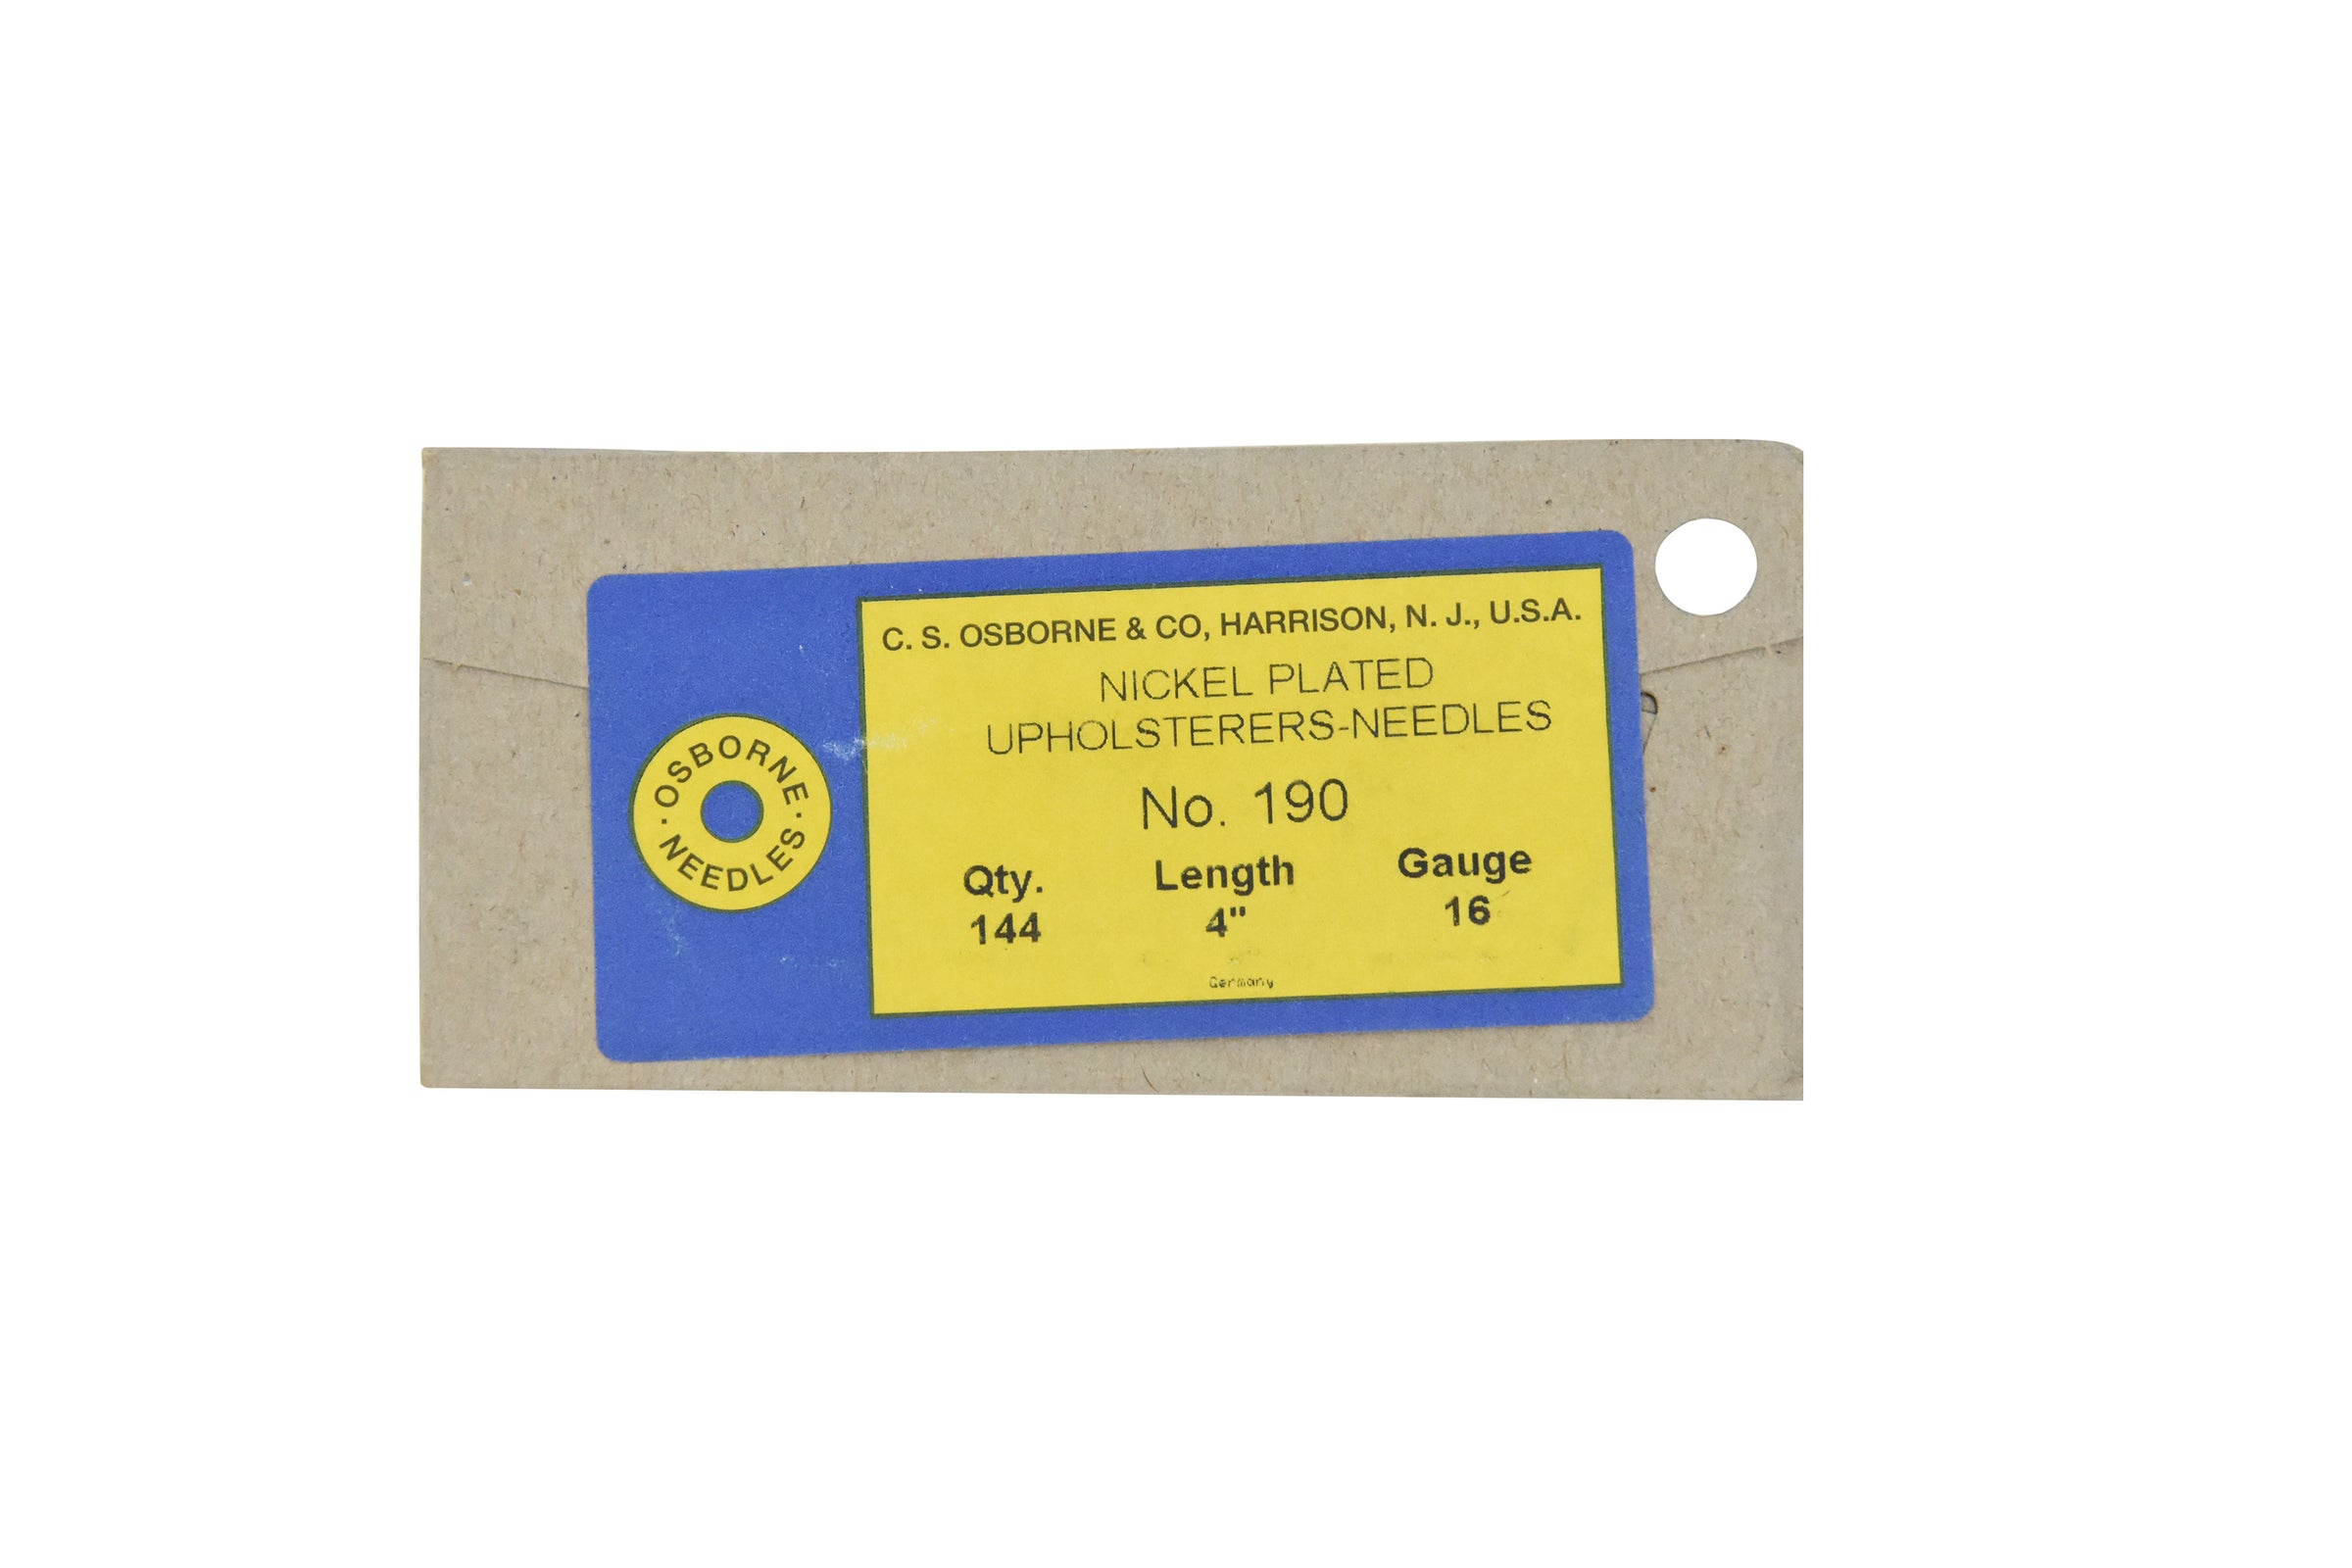 C. S. OSBORNE & CO, HARRISON, N. J., U.S.A.
NICKEL PLATED
UPHOLSTERERS-NEEDLES
No. 190
Qty. Length Gauge
144 4" 16
Germany
· OSBORNE ·
NEEDLES